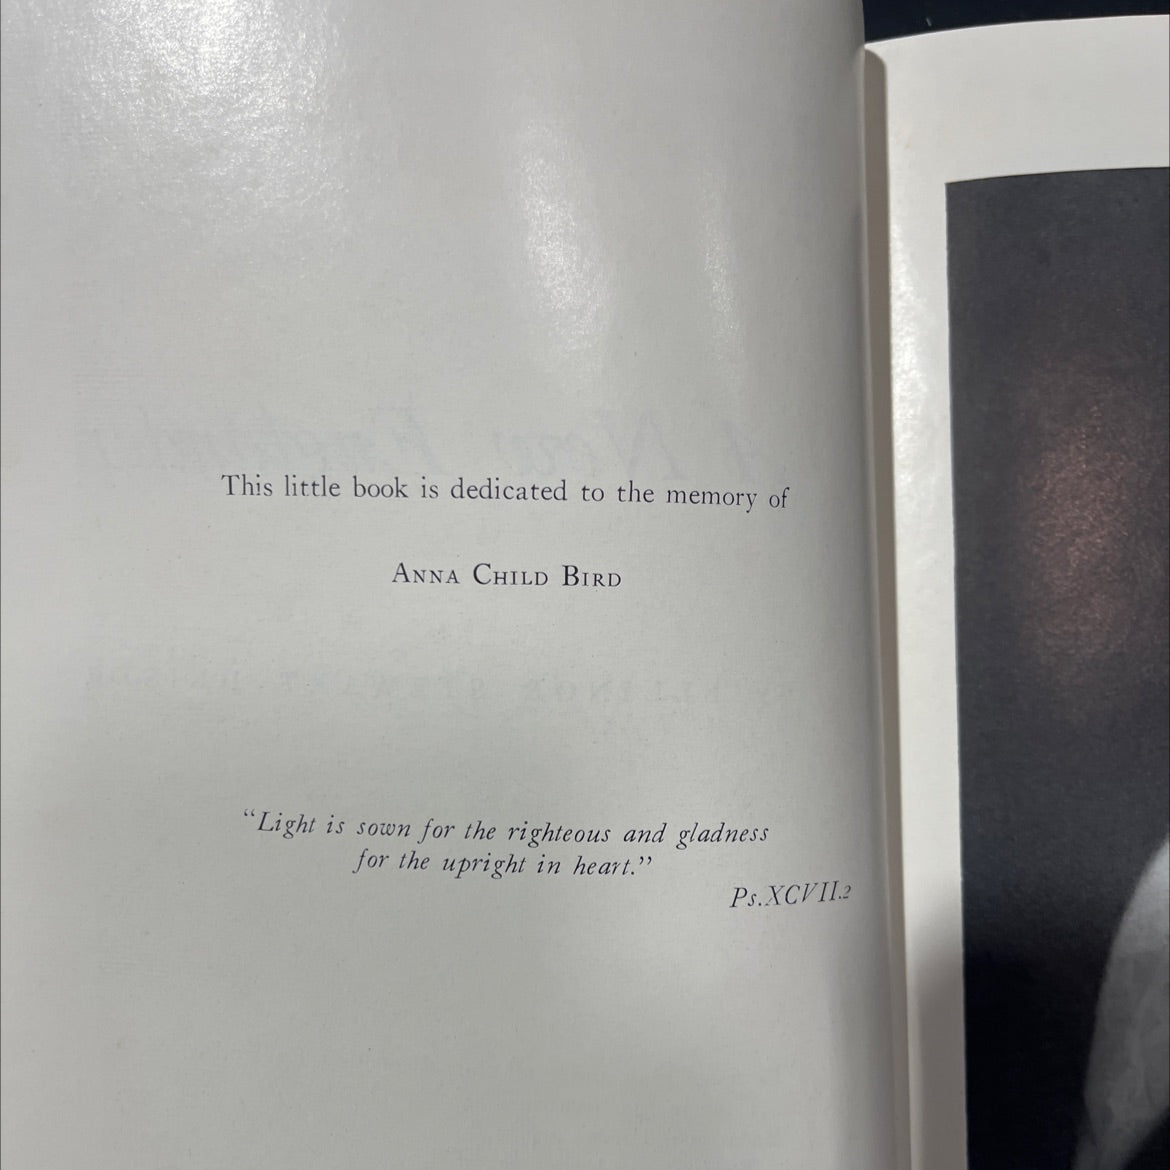 This little book is dedicated to the memory of
ANNA CHILD BIRD
"Light is sown for the righteous and gladness
for the upright in heart."
Ps.XCVII.2